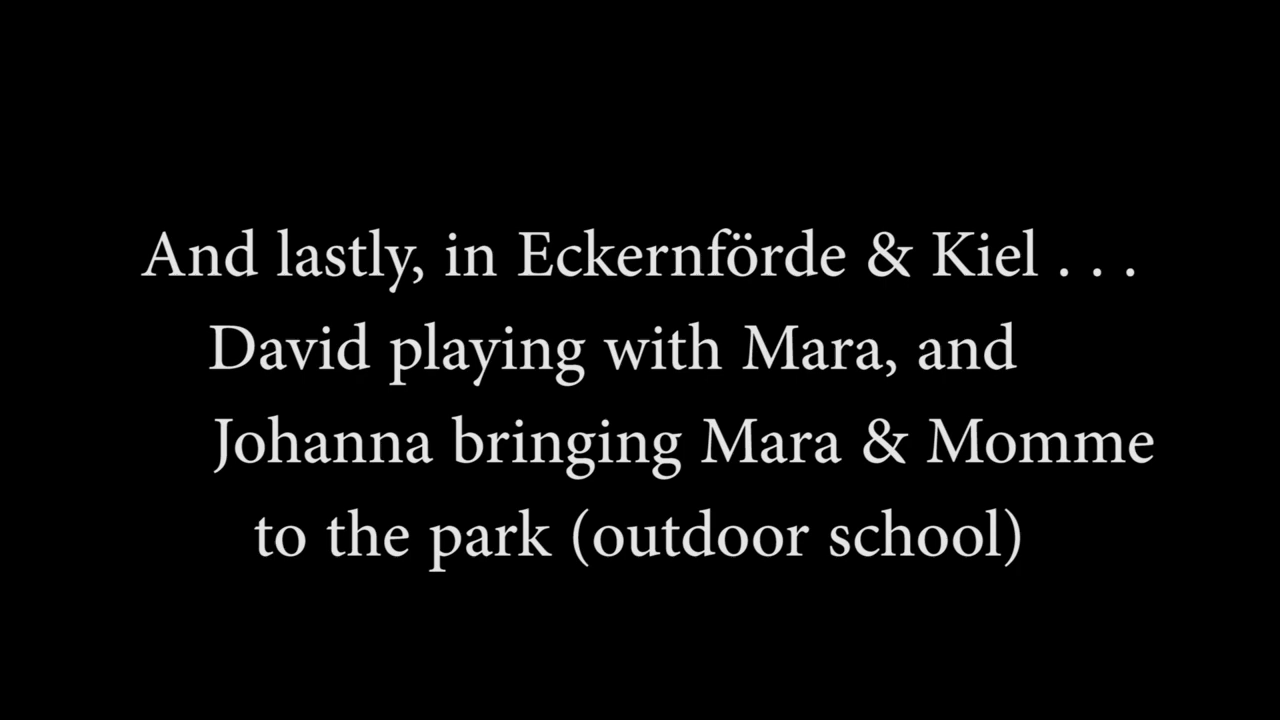 And lastly, in Eckernförde & Kiel . . .
David playing with Mara, and
Johanna bringing Mara & Momme
to the park (outdoor school)